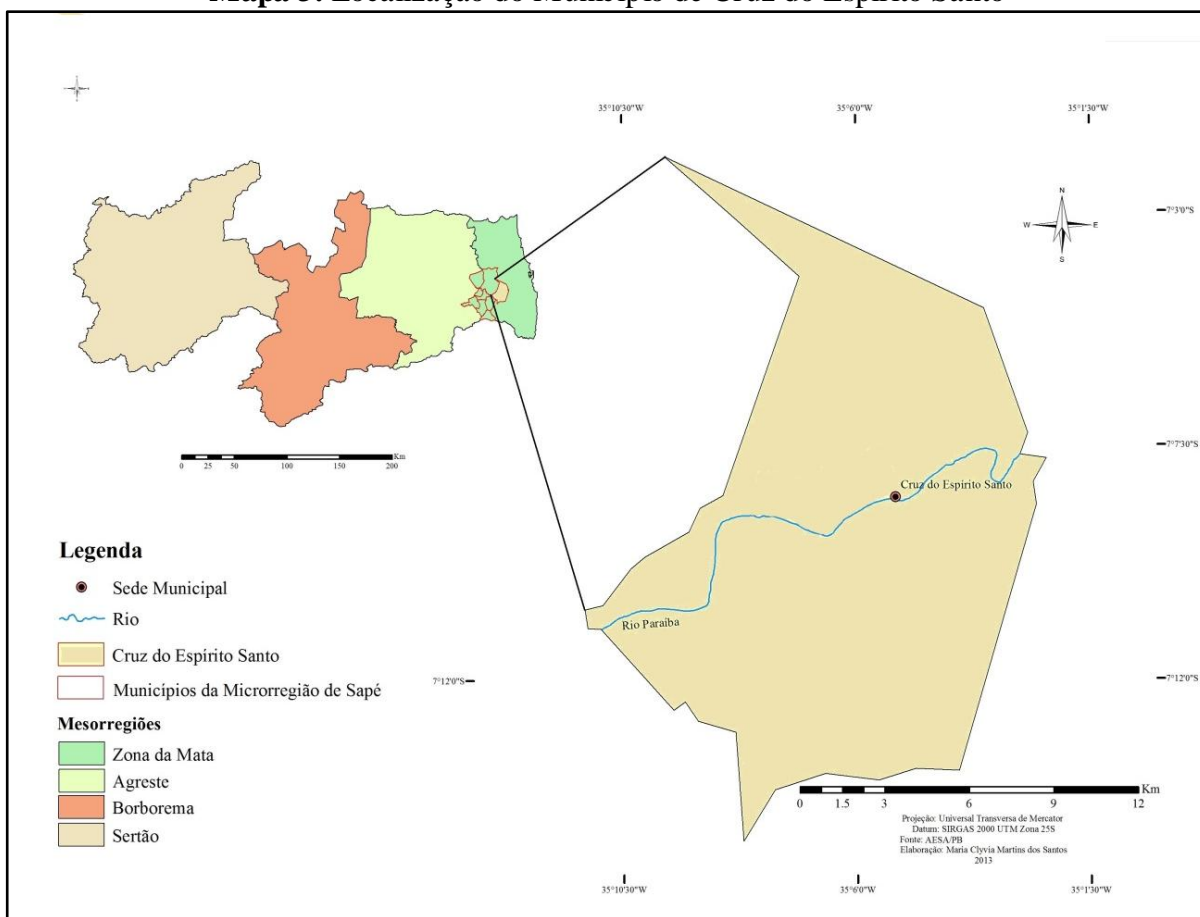 Mapa 3: Localização do Município de Cruz do Espírito Santo
35°10'30"W
35°6'0"W
35°1'30"W
N
W
E
S
7°3'0"S
7°7'30"S
Cruz do Espírito Santo
Rio Paraíba
0
25
50
100
150
200
Km
Legenda
Sede Municipal
Rio
Cruz do Espírito Santo
Municípios da Microrregião de Sapé
Mesorregiões
Zona da Mata
Agreste
Borborema
Sertão
7°12'0"S
7°12'0"S
0
1.5
3
6
9
12
Km
Projeção: Universal Transversa de Mercator
Datum: SIRGAS 2000 UTM Zona 25S
Fonte: AESA/PB
Elaboração: Maria Clyvia Martins dos Santos
2013
35°10'30"W
35°6'0"W
35°1'30"W